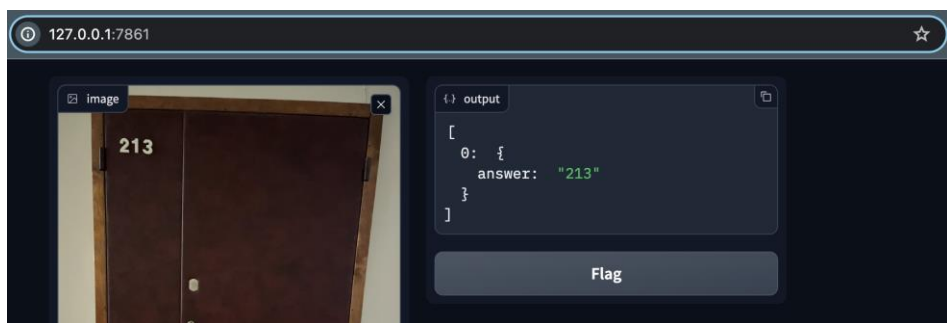 127.0.0.1:7861
image
213
output
[
0: {
answer: "213"
}
]
Flag